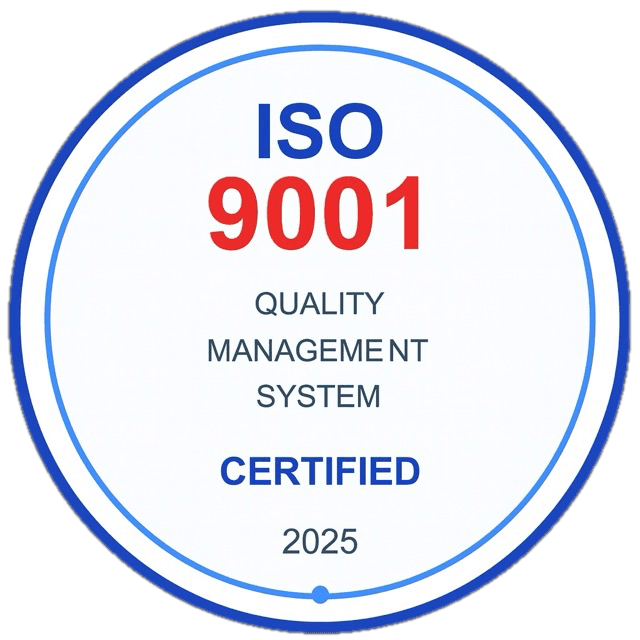 ISO
9001
QUALITY
MANAGEMENT
SYSTEM
CERTIFIED
2025